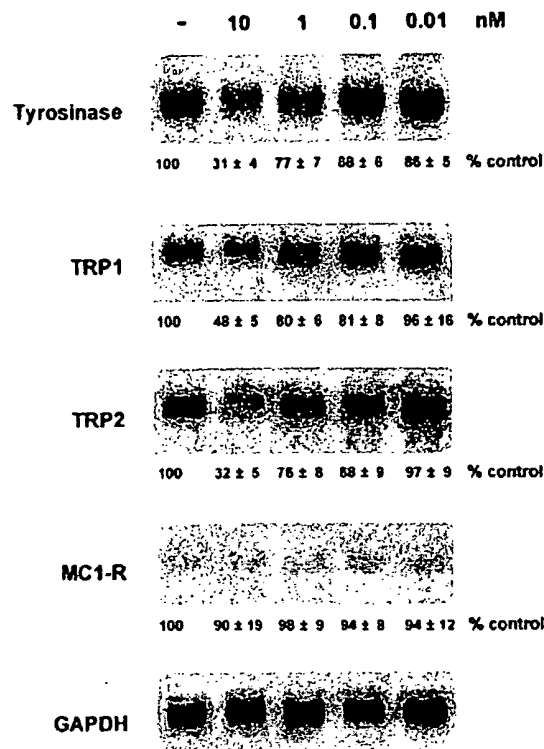 - 10 1 0.1 0.01 nM
Tyrosinase
100 31 ± 4 77 ± 7 88 ± 6 86 ± 5 % control
TRP1
100 48 ± 5 80 ± 6 81 ± 8 96 ± 16 % control
TRP2
100 32 ± 5 76 ± 8 88 ± 9 97 ± 9 % control
MC1-R
100 90 ± 19 98 ± 9 94 ± 8 94 ± 12 % control
GAPDH